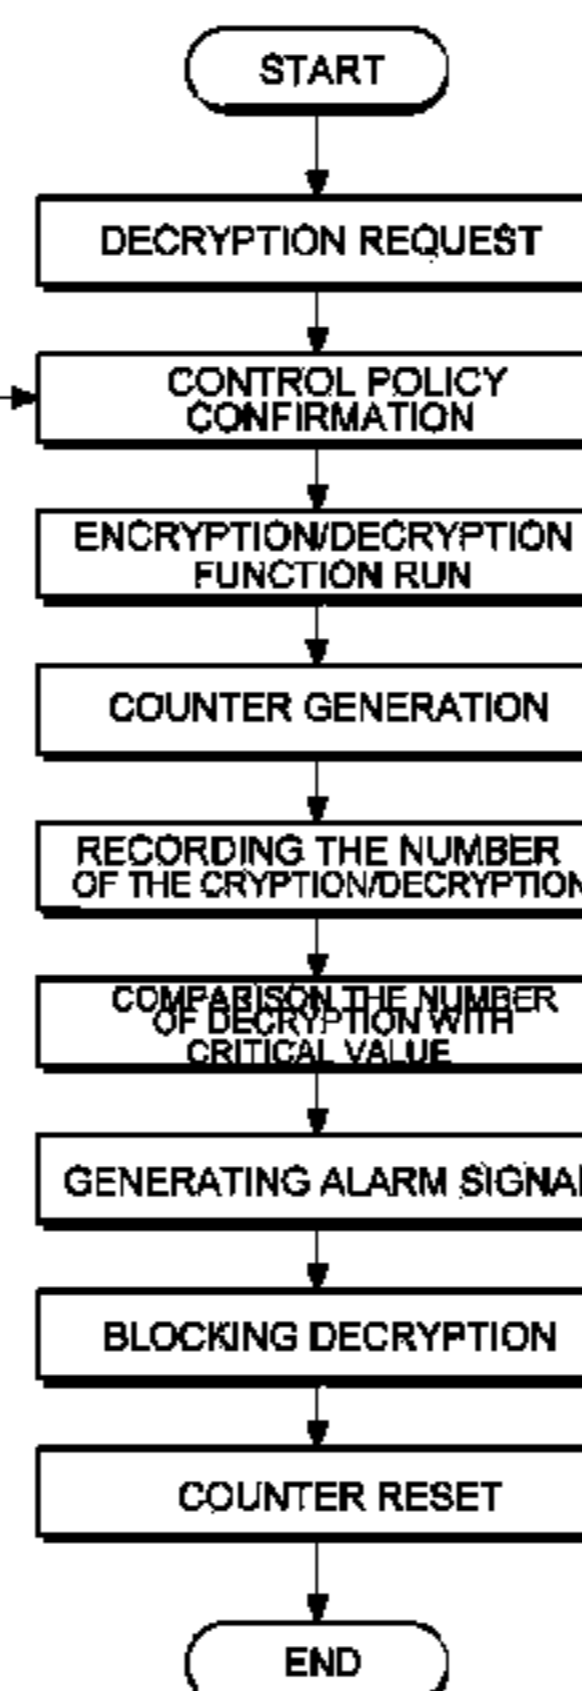 START
DECRYPTION REQUEST
CONTROL POLICY
CONFIRMATION
ENCRYPTION/DECRYPTION
FUNCTION RUN
COUNTER GENERATION
RECORDING THE NUMBER
OF THE CRYPTION/DECRYPTION
COMPARISON THE NUMBER
OF DECRYPTION WITH
CRITICAL VALUE
GENERATING ALARM SIGNAL
BLOCKING DECRYPTION
COUNTER RESET
END